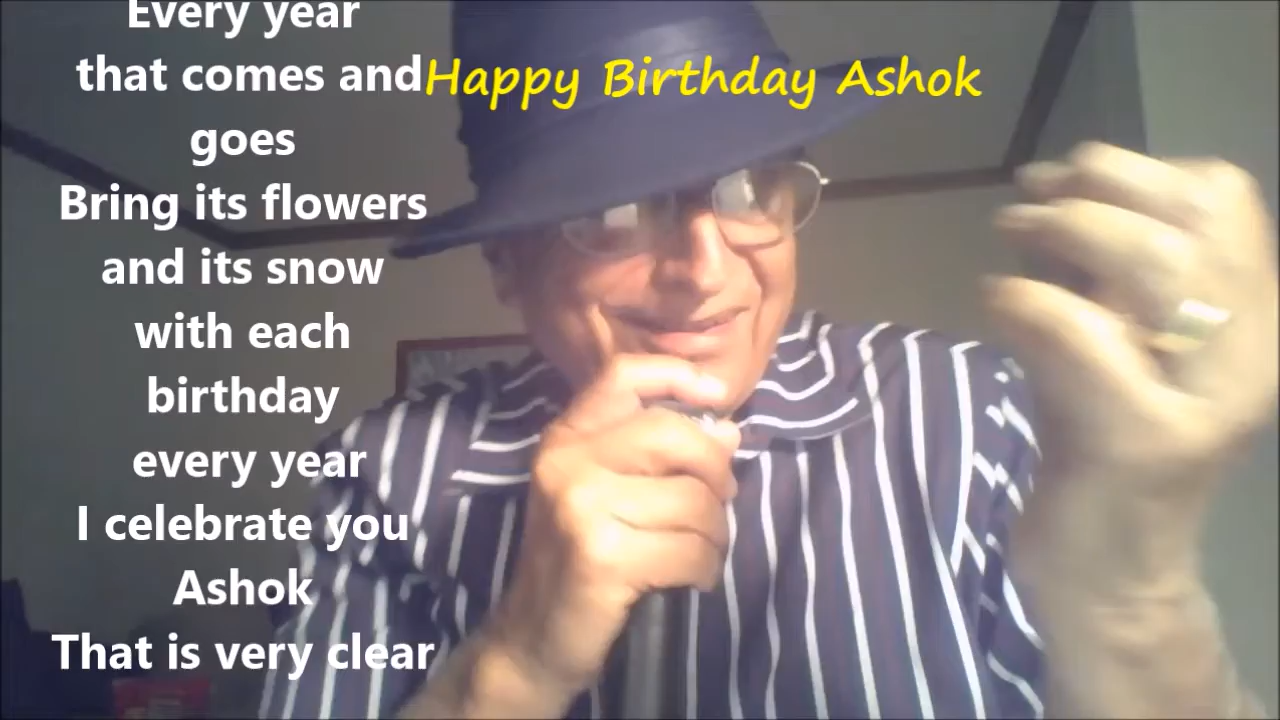 Every year
that comes and
goes
Bring its flowers
and its snow
with each
birthday
every year
I celebrate you
Ashok
That is very clear
Happy Birthday Ashok